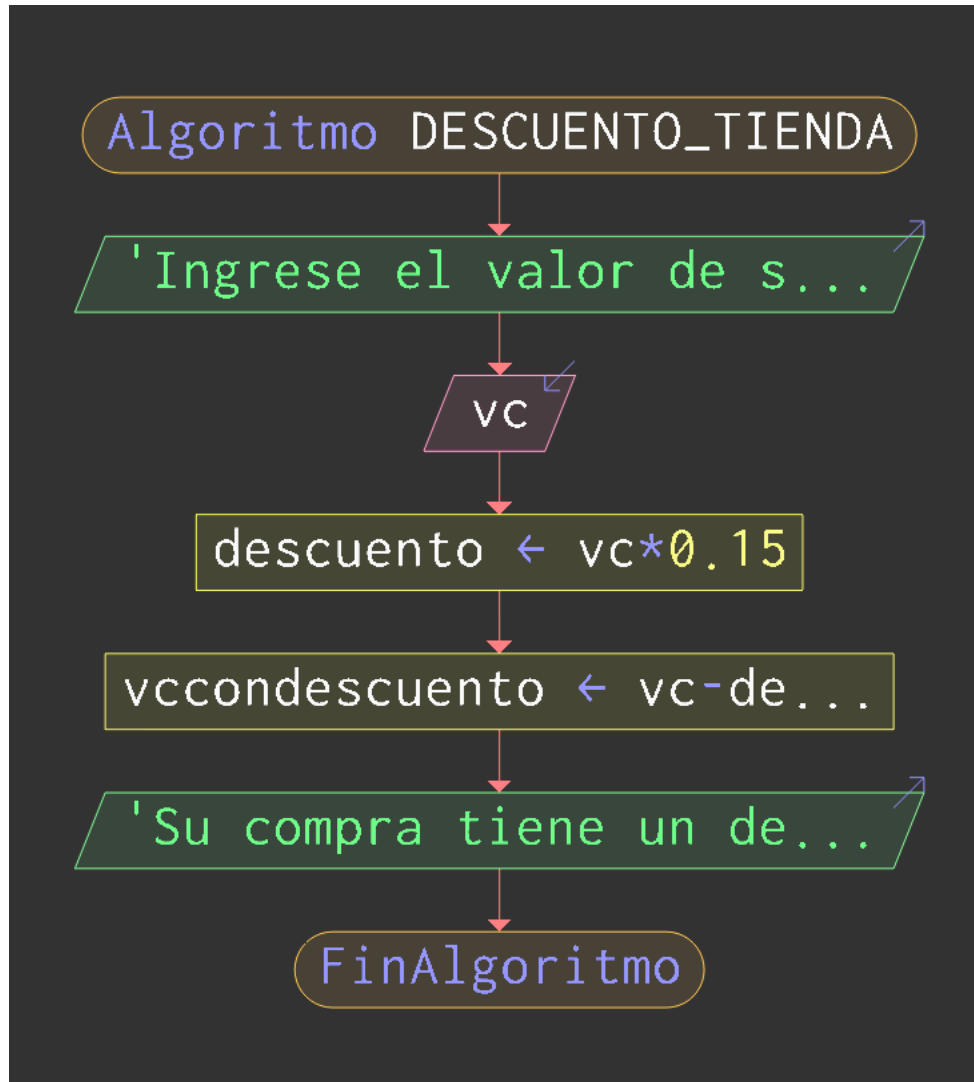 Algoritmo DESCUENTO_TIENDA
'Ingrese el valor de s...
vc
descuento ← vc*0.15
vccondescuento ← vc-de...
'Su compra tiene un de...
FinAlgoritmo